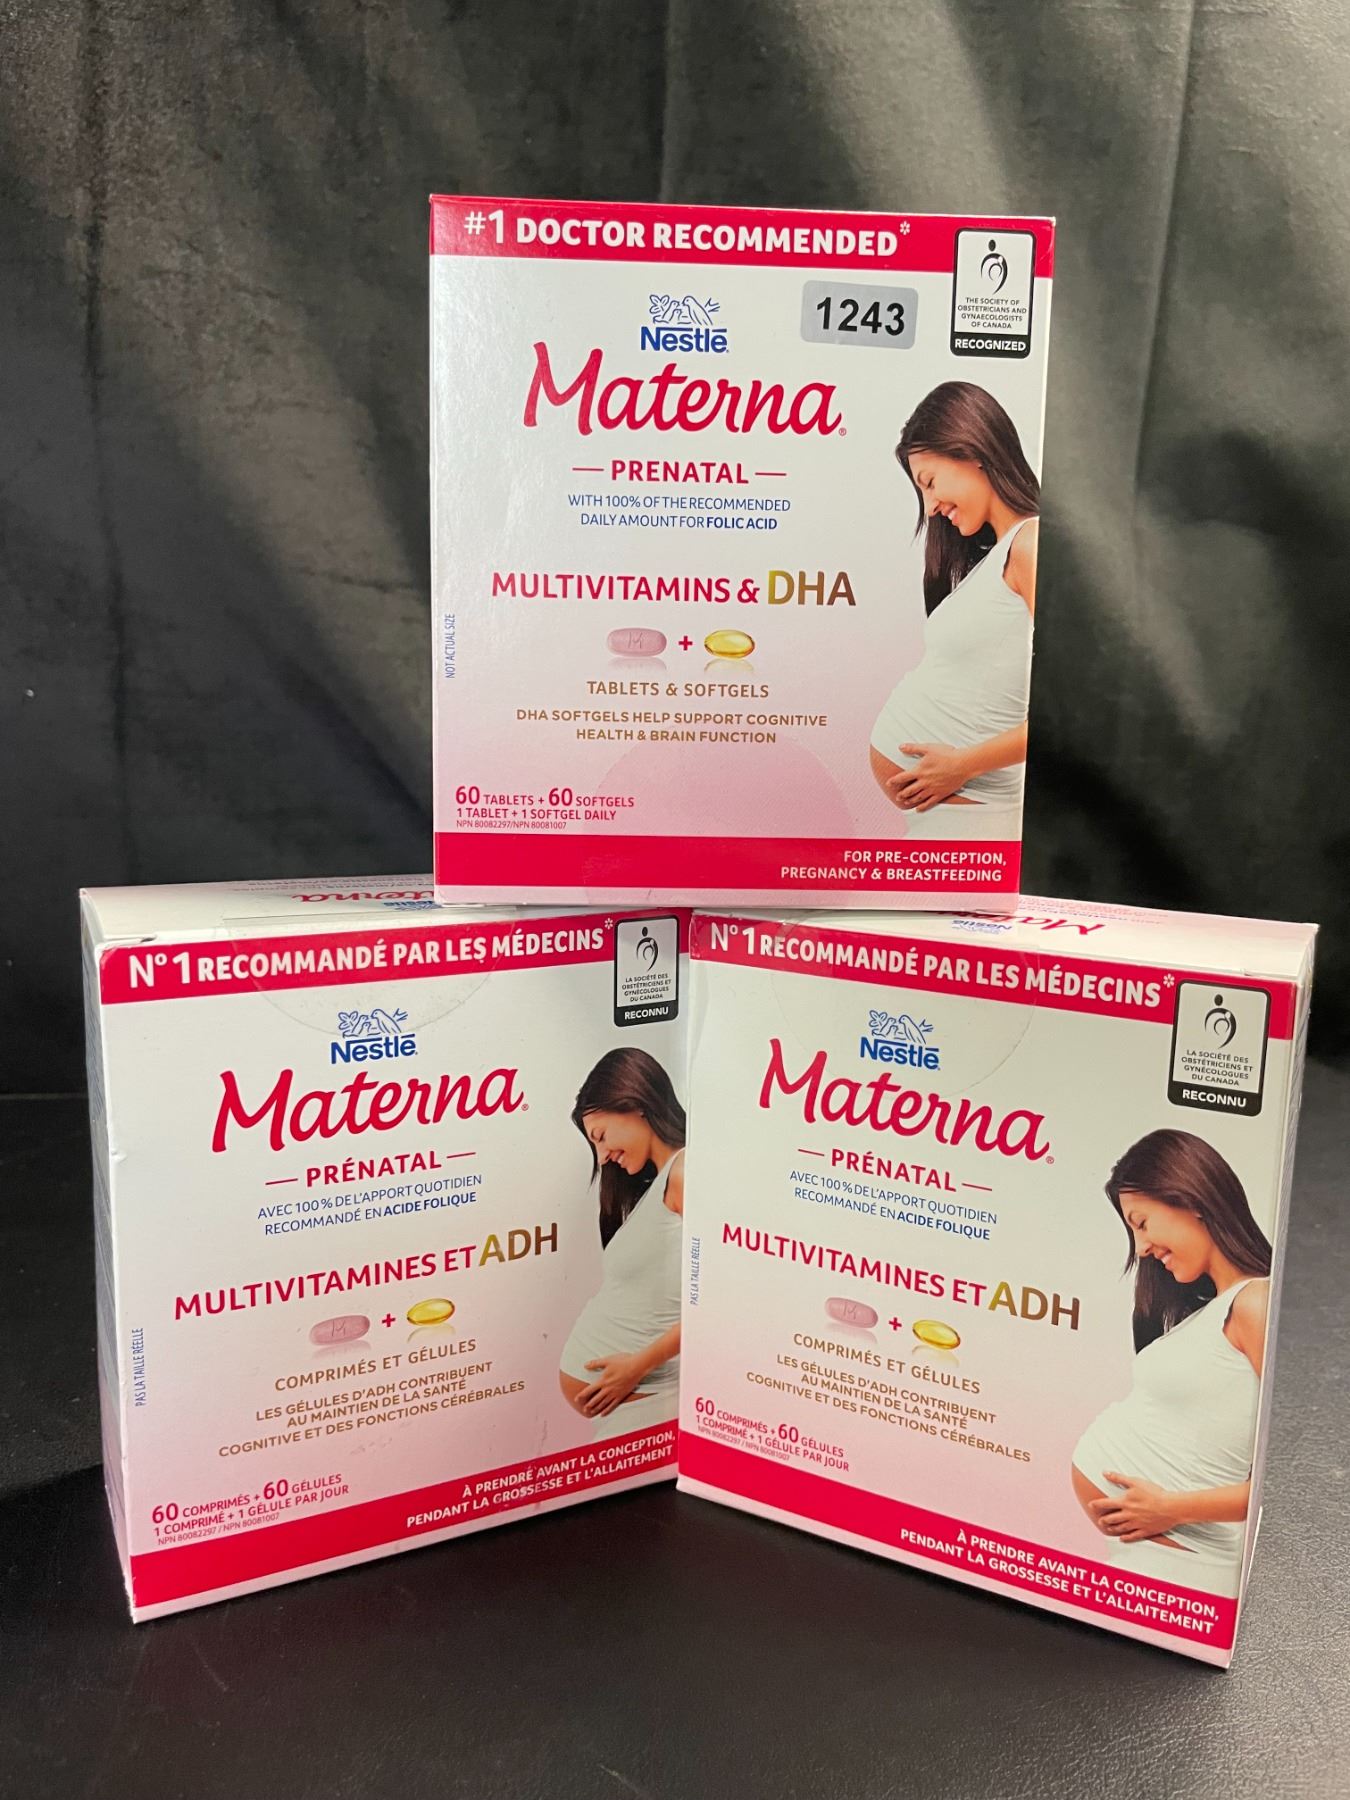 #1 DOCTOR RECOMMENDED*
THE SOCIETY OF
OBSTETRICIANS AND
GYNAECOLOGISTS
OF CANADA
RECOGNIZED
1243
Nestlé
Materna®
— PRENATAL —
WITH 100% OF THE RECOMMENDED
DAILY AMOUNT FOR FOLIC ACID
MULTIVITAMINS & DHA
M + 
NOT ACTUAL SIZE
TABLETS & SOFTGELS
DHA SOFTGELS HELP SUPPORT COGNITIVE
HEALTH & BRAIN FUNCTION
60 TABLETS + 60 SOFTGELS
1 TABLET + 1 SOFTGEL DAILY
NPN 80082297/NPN 80081007
FOR PRE-CONCEPTION,
PREGNANCY & BREASTFEEDING
Materna
Nestlé
N° 1 RECOMMANDÉ PAR LES MÉDECINS*
LA SOCIÉTÉ DES
OBSTÉTRICIENS ET
GYNÉCOLOGUES
DU CANADA
RECONNU
Nestlé
Materna®
— PRÉNATAL —
AVEC 100 % DE L'APPORT QUOTIDIEN
RECOMMANDÉ EN ACIDE FOLIQUE
MULTIVITAMINES ET ADH
M +
PAS LA TAILLE RÉELLE
COMPRIMÉS ET GÉLULES
LES GÉLULES D'ADH CONTRIBUENT
AU MAINTIEN DE LA SANTÉ
COGNITIVE ET DES FONCTIONS CÉRÉBRALES
60 COMPRIMÉS + 60 GÉLULES
1 COMPRIMÉ + 1 GÉLULE PAR JOUR
NPN 80082297 / NPN 80081007
À PRENDRE AVANT LA CONCEPTION,
PENDANT LA GROSSESSE ET L'ALLAITEMENT
Materna
Nestlé
N° 1 RECOMMANDÉ PAR LES MÉDECINS*
LA SOCIÉTÉ DES
OBSTÉTRICIENS ET
GYNÉCOLOGUES
DU CANADA
RECONNU
Nestlé
Materna®
— PRÉNATAL —
AVEC 100 % DE L'APPORT QUOTIDIEN
RECOMMANDÉ EN ACIDE FOLIQUE
MULTIVITAMINES ET ADH
M +
PAS LA TAILLE RÉELLE
COMPRIMÉS ET GÉLULES
LES GÉLULES D'ADH CONTRIBUENT
AU MAINTIEN DE LA SANTÉ
COGNITIVE ET DES FONCTIONS CÉRÉBRALES
60 COMPRIMÉS + 60 GÉLULES
1 COMPRIMÉ + 1 GÉLULE PAR JOUR
NPN 80082297 / NPN 80081007
À PRENDRE AVANT LA CONCEPTION,
PENDANT LA GROSSESSE ET L'ALLAITEMENT